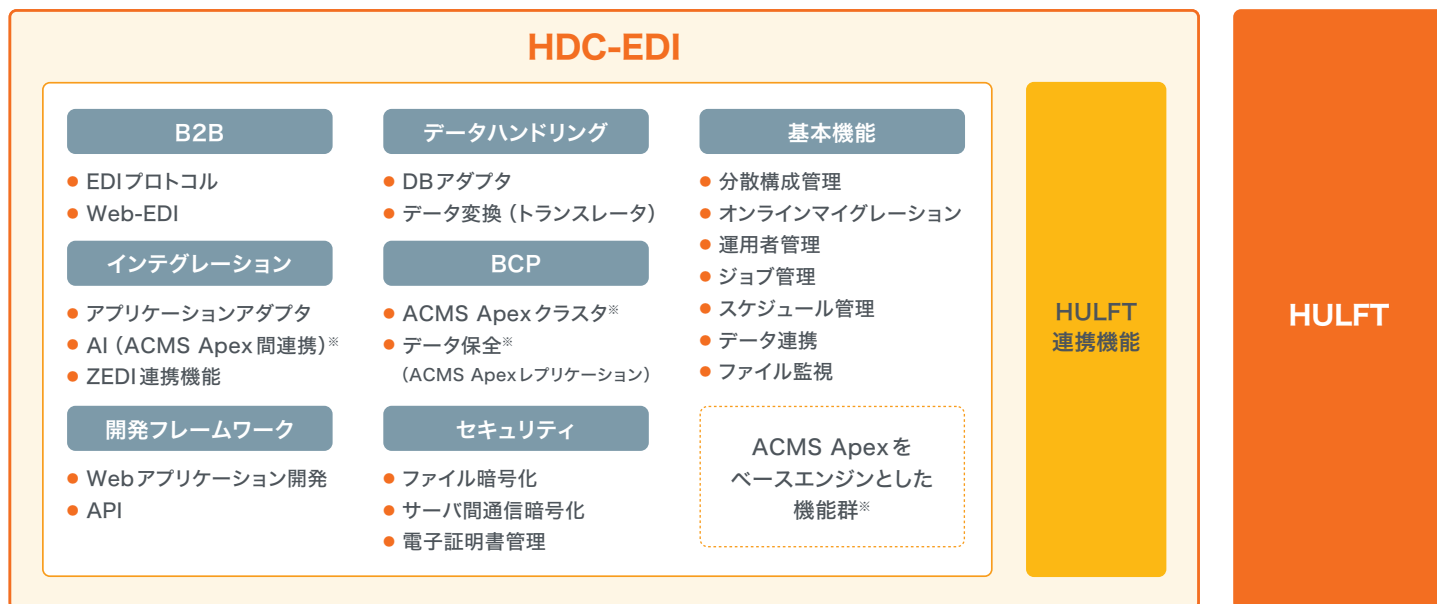 HDC-EDI
B2B
● EDIプロトコル
● Web-EDI
インテグレーション
● アプリケーションアダプタ
● AI（ACMS Apex間連携）※
● ZEDI連携機能
開発フレームワーク
● Webアプリケーション開発
● API
データハンドリング
● DBアダプタ
● データ変換（トランスレータ）
BCP
● ACMS Apexクラスタ※
● データ保全※
（ACMS Apexレプリケーション）
セキュリティ
● ファイル暗号化
● サーバ間通信暗号化
● 電子証明書管理
基本機能
● 分散構成管理
● オンラインマイグレーション
● 運用者管理
● ジョブ管理
● スケジュール管理
● データ連携
● ファイル監視
ACMS Apexを
ベースエンジンとした
機能群※
HULFT
連携機能
HULFT